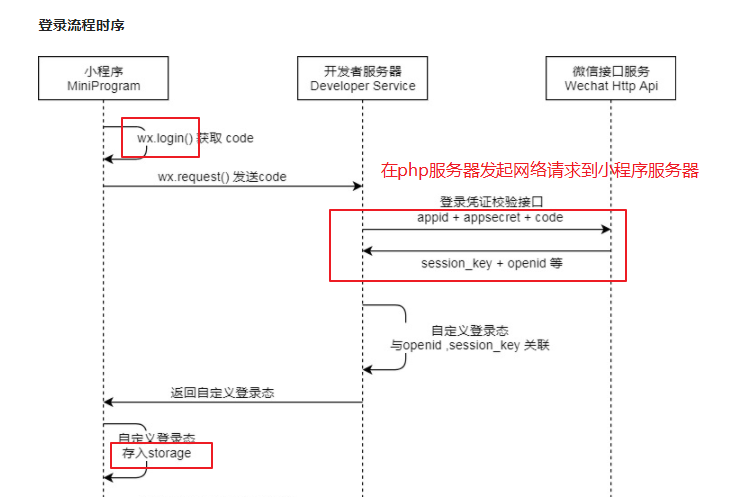 登录流程时序
小程序
MiniProgram
开发者服务器
Developer Service
微信接口服务
Wechat Http Api
wx.login() 获取 code
wx.request() 发送code
在php服务器发起网络请求到小程序服务器
登录凭证校验接口
appid + appsecret + code
session_key + openid 等
自定义登录态
与openid ,session_key 关联
返回自定义登录态
自定义登录态
存入storage